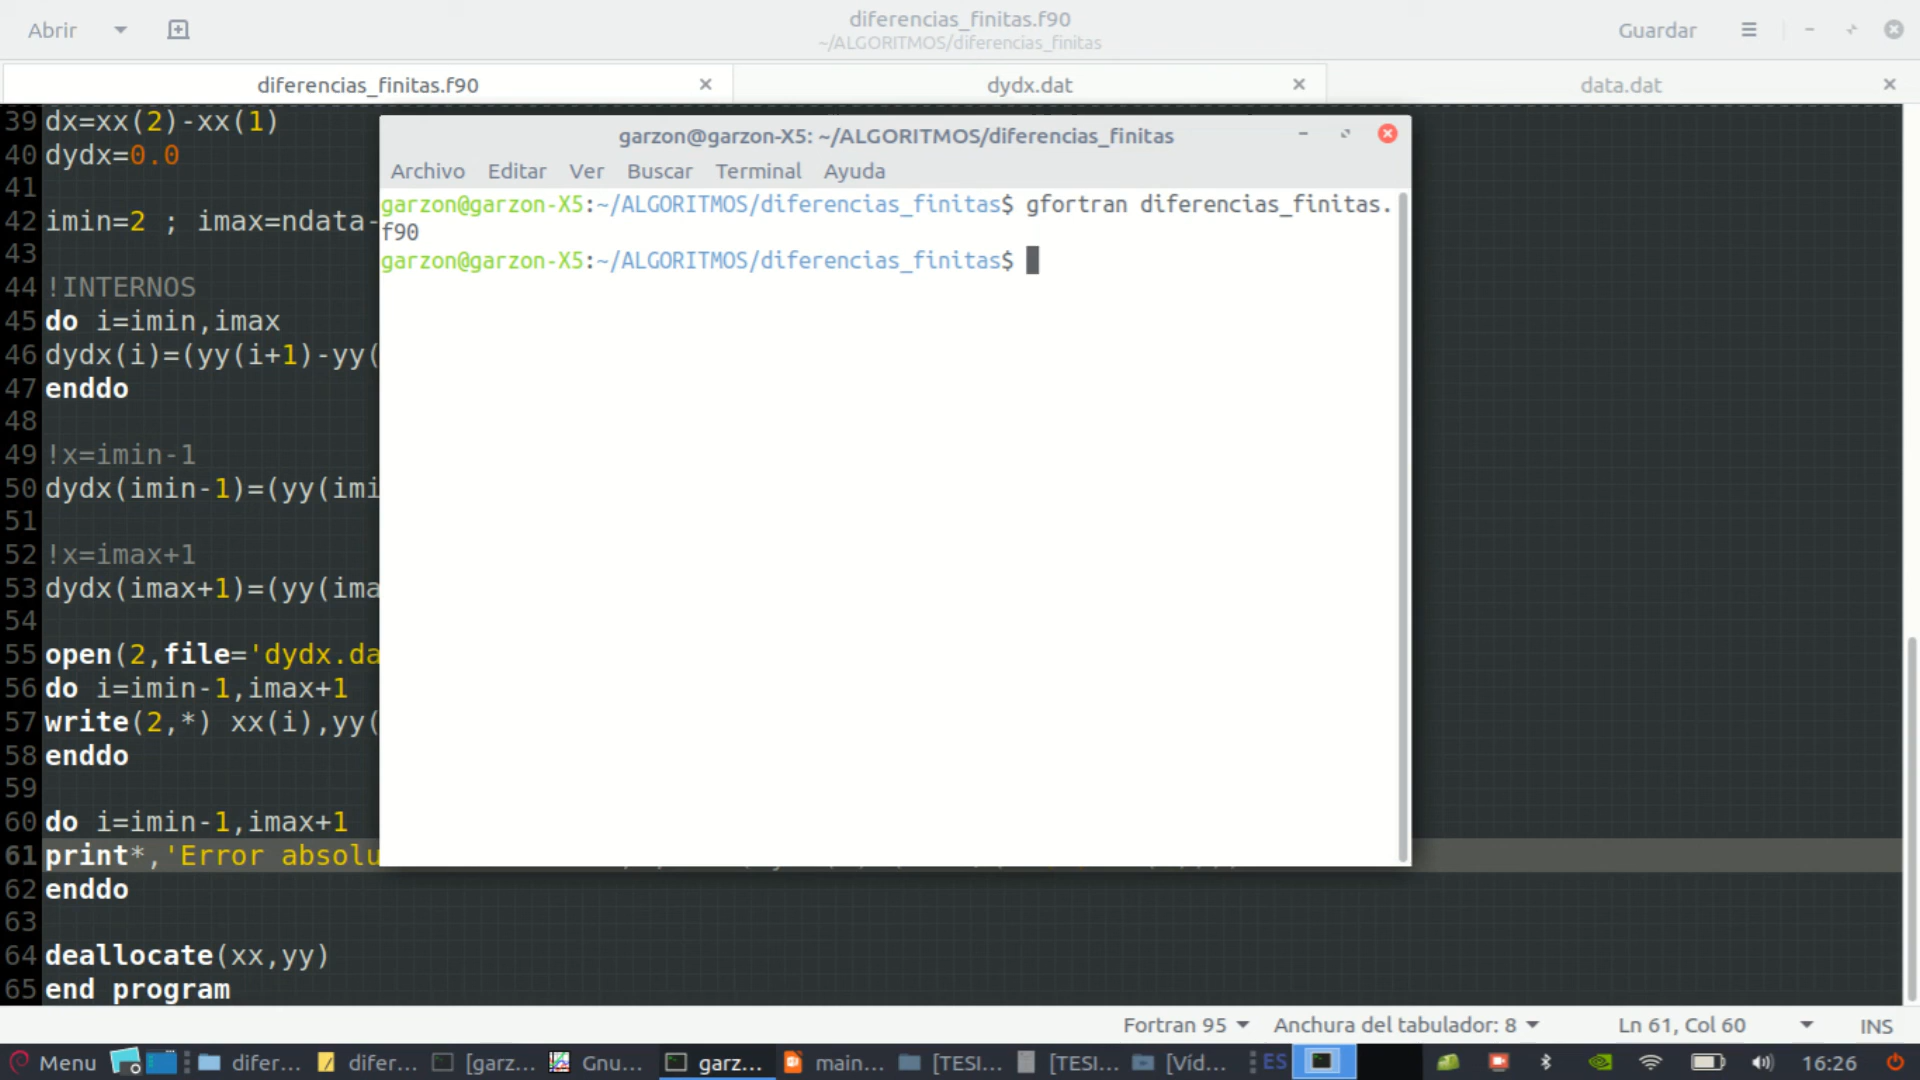 Abrir
diferencias_finitas.f90
~/ALGORITMOS/diferencias_finitas
Guardar
diferencias_finitas.f90
dydx.dat
data.dat
39 dx=xx(2)-xx(1)
40 dydx=0.0
41
42 imin=2 ; imax=ndata-
43
44 !INTERNOS
45 do i=imin,imax
46 dydx(i)=(yy(i+1)-yy(
47 enddo
48
49 !x=imin-1
50 dydx(imin-1)=(yy(imi
51
52 !x=imax+1
53 dydx(imax+1)=(yy(ima
54
55 open(2,file='dydx.da
56 do i=imin-1,imax+1
57 write(2,*) xx(i),yy(
58 enddo
59
60 do i=imin-1,imax+1
61 print*,'Error absolu
62 enddo
63
64 deallocate(xx,yy)
65 end program
garzon@garzon-X5: ~/ALGORITMOS/diferencias_finitas
Archivo Editar Ver Buscar Terminal Ayuda
garzon@garzon-X5:~/ALGORITMOS/diferencias_finitas$ gfortran diferencias_finitas.
f90
garzon@garzon-X5:~/ALGORITMOS/diferencias_finitas$
Fortran 95 Anchura del tabulador: 8 Ln 61, Col 60 INS
Menu difer... difer... [garz... Gnu... garz... main... [TESI... [TESI... [Víd... ES 16:26